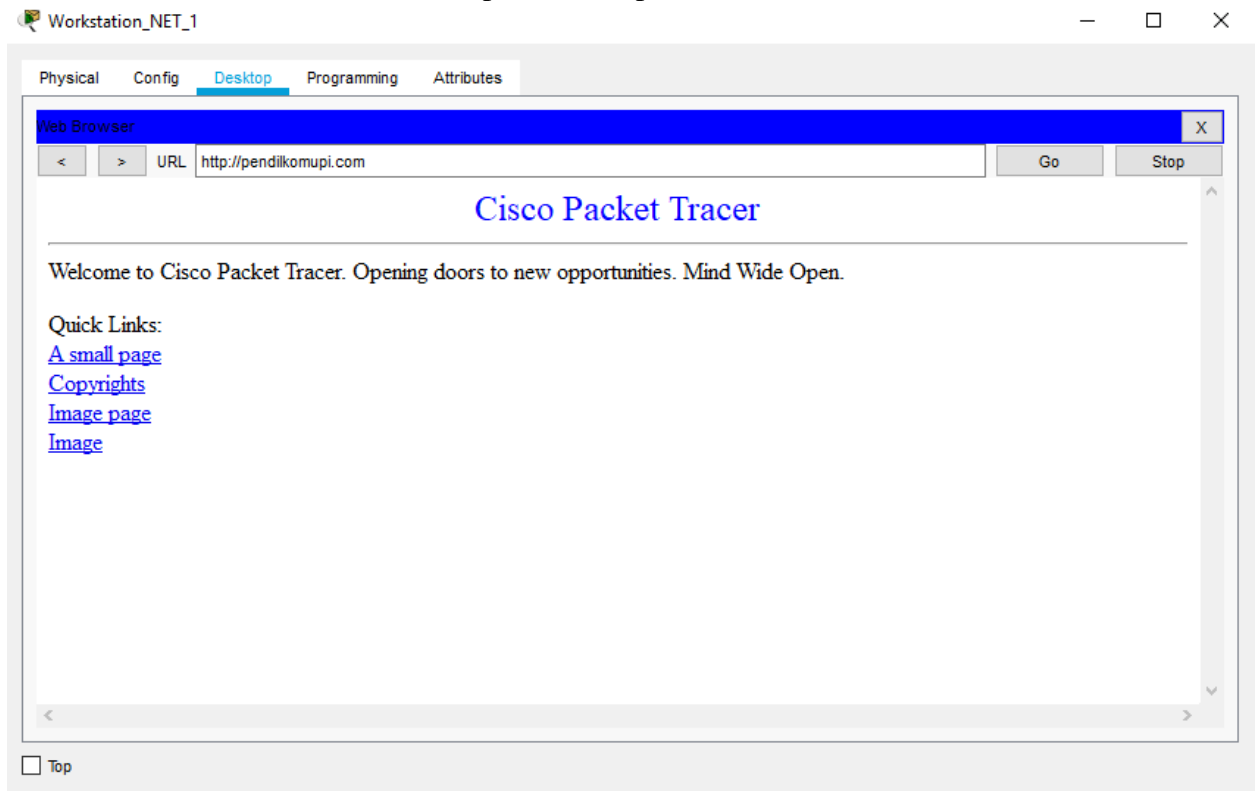 Workstation_NET_1
Physical Config Desktop Programming Attributes
Web Browser X
< > URL http://pendilkomupi.com Go Stop
Cisco Packet Tracer
Welcome to Cisco Packet Tracer. Opening doors to new opportunities. Mind Wide Open.
Quick Links:
A small page
Copyrights
Image page
Image
Top